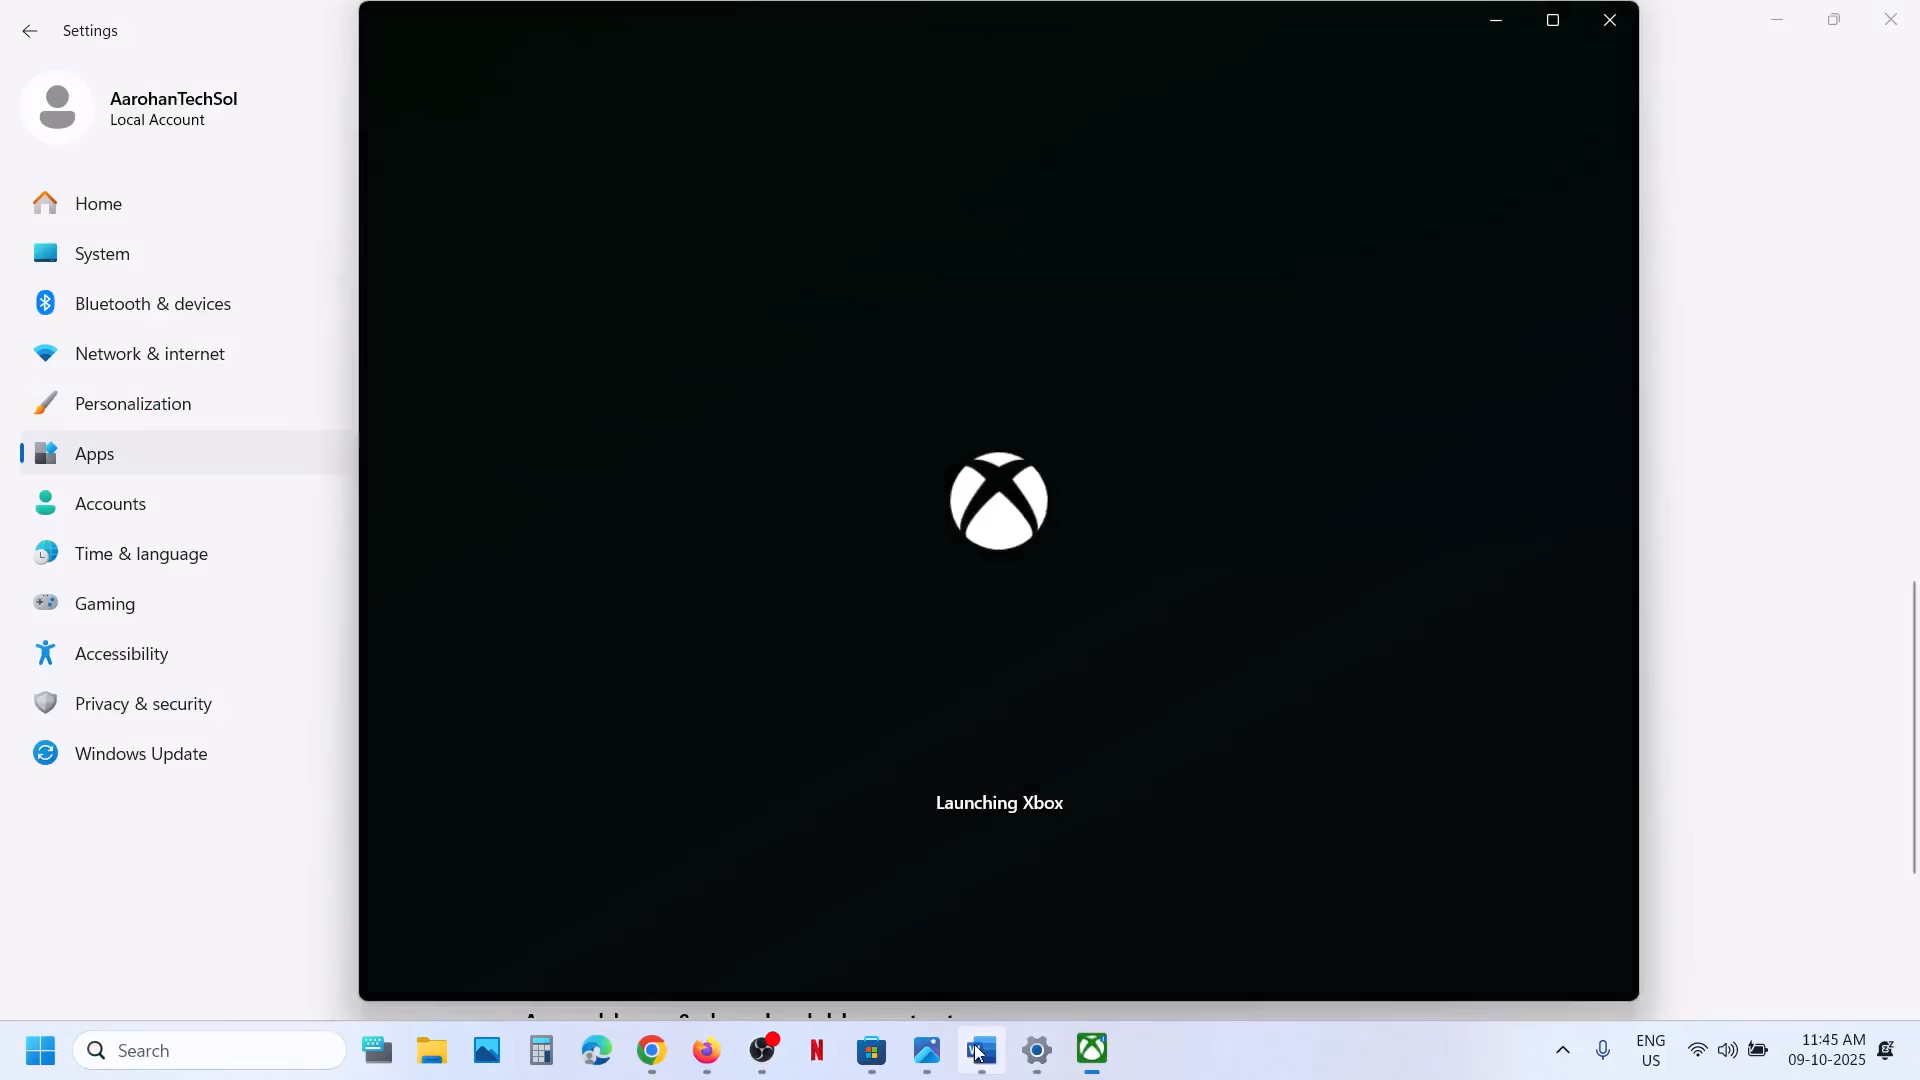 Settings
AarohanTechSol
Local Account
Home
System
Bluetooth & devices
Network & internet
Personalization
Apps
Accounts
Time & language
Gaming
Accessibility
Privacy & security
Windows Update
Launching Xbox
Search
ENG
US
11:45 AM
09-10-2025